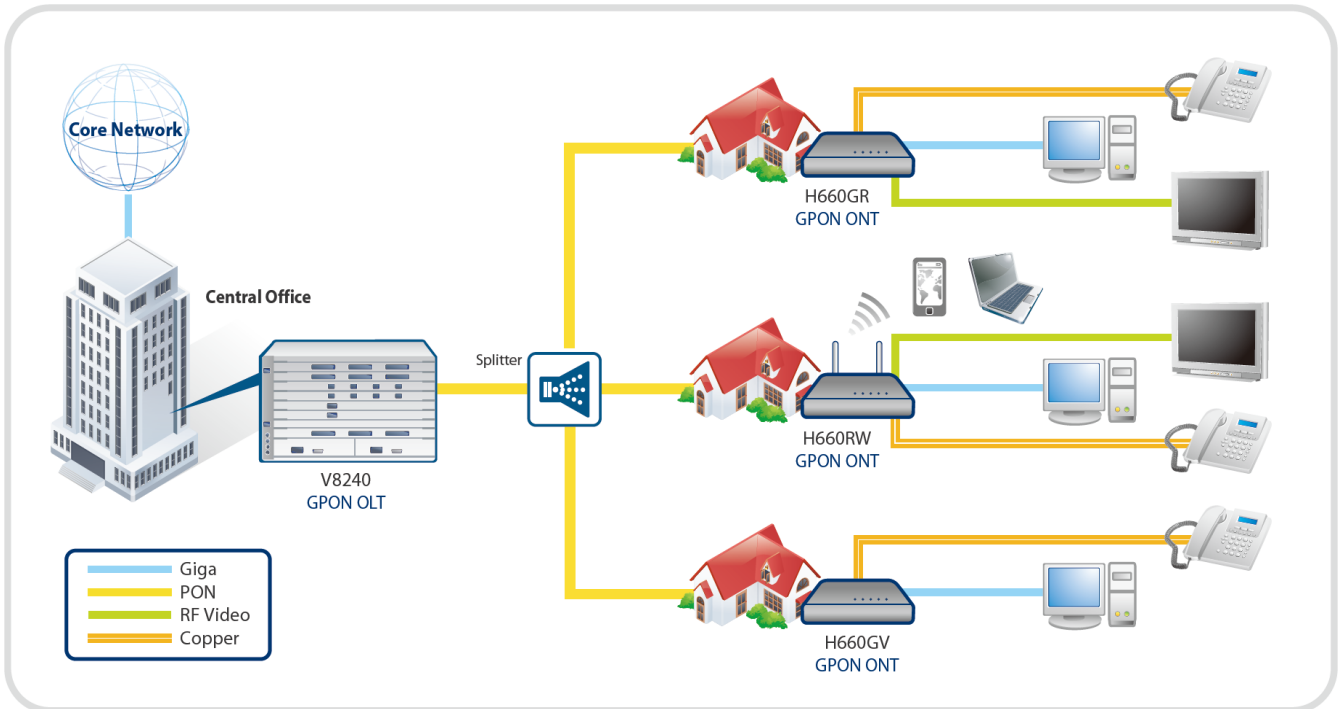 Core Network
Central Office
V8240
GPON OLT
Splitter
H660GR
GPON ONT
H660RW
GPON ONT
H660GV
GPON ONT
Giga
PON
RF Video
Copper